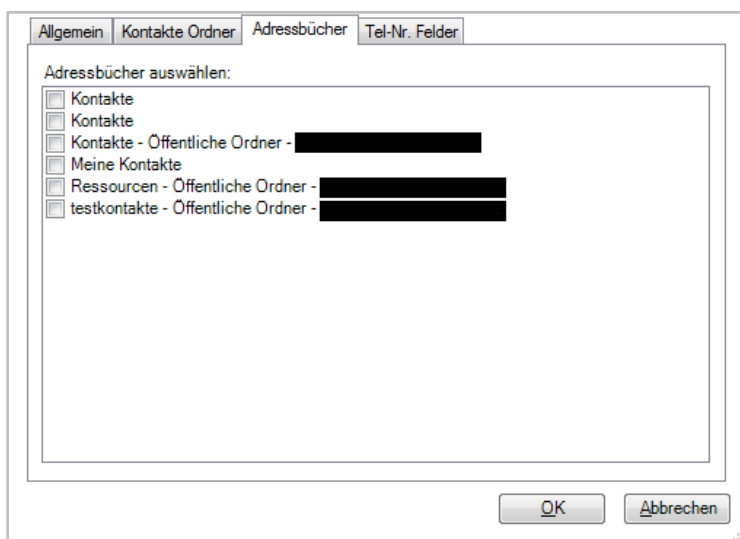 Allgemein Kontakte Ordner Adressbücher Tel-Nr. Felder
Adressbücher auswählen:
Kontakte
Kontakte
Kontakte - Öffentliche Ordner -
Meine Kontakte
Ressourcen - Öffentliche Ordner -
testkontakte - Öffentliche Ordner -
OK Abbrechen